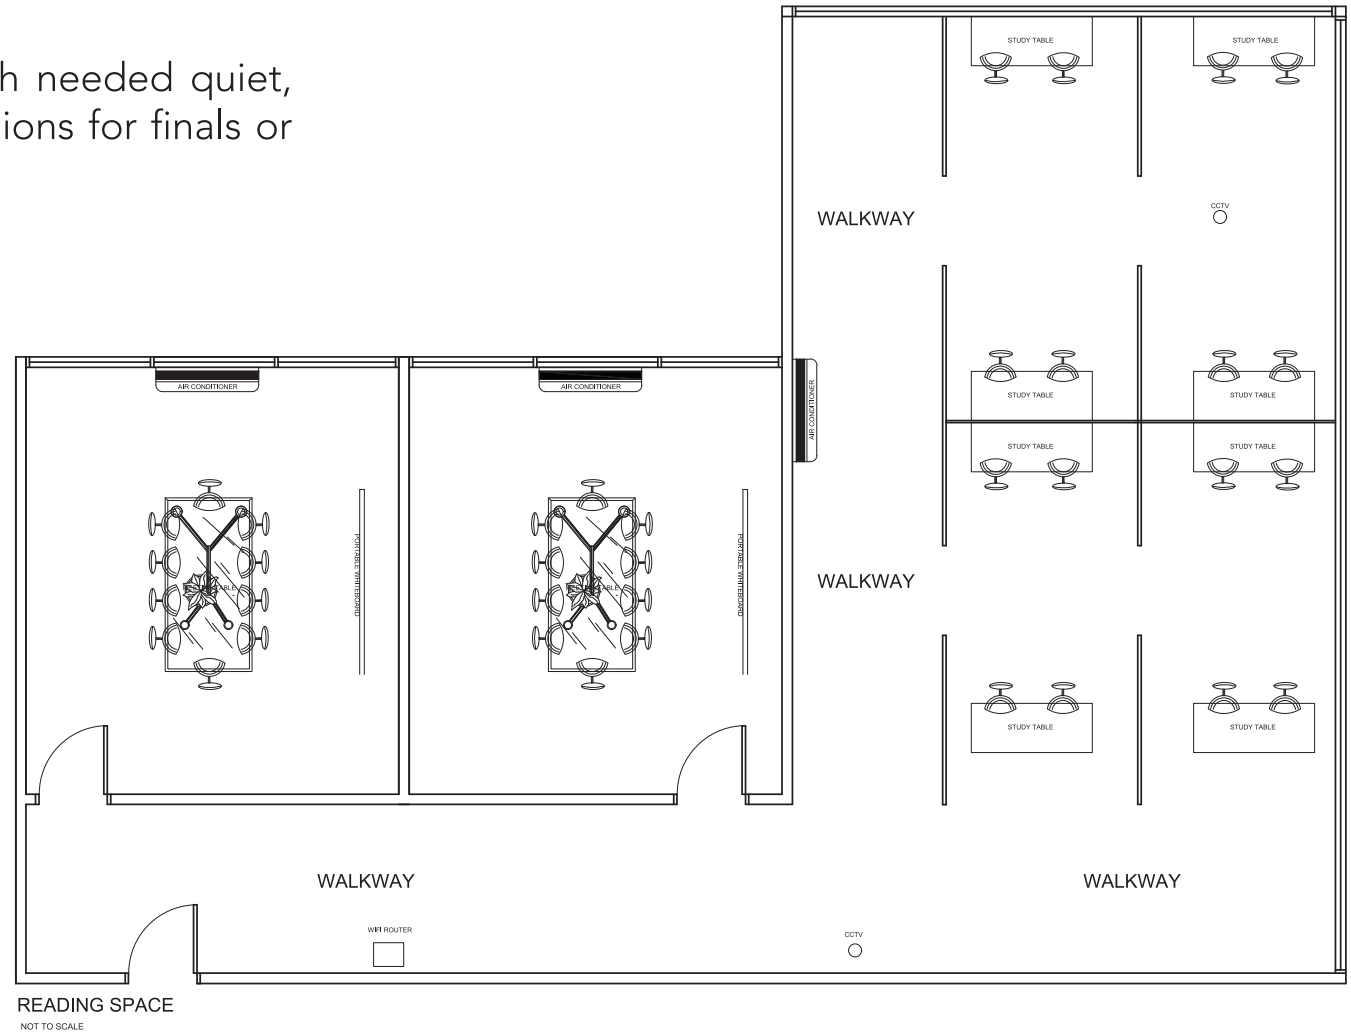 h needed quiet,
ions for finals or
STUDY TABLE
STUDY TABLE
WALKWAY
CCTV
AIR CONDITIONER
AIR CONDITIONER
AIR CONDITIONER
STUDY TABLE
STUDY TABLE
STUDY TABLE
STUDY TABLE
PORTABLE WHITEBOARD
PORTABLE WHITEBOARD
WALKWAY
TABLE
TABLE
STUDY TABLE
STUDY TABLE
WALKWAY
WALKWAY
WIFI ROUTER
CCTV
READING SPACE
NOT TO SCALE